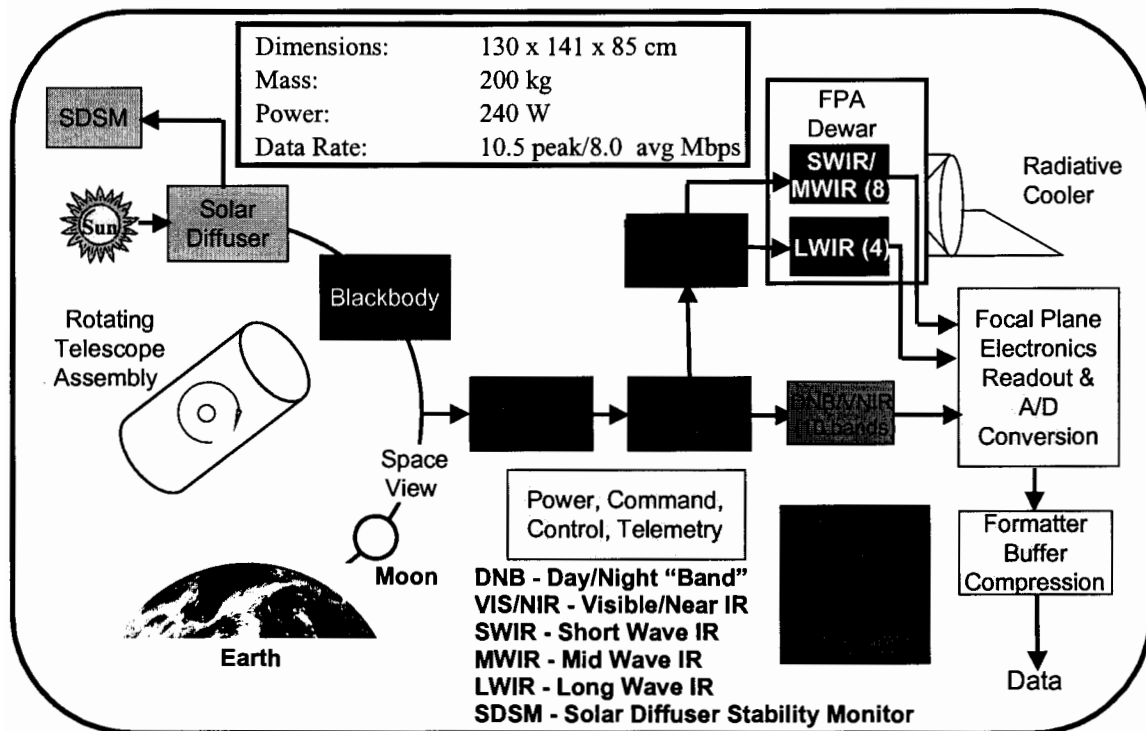 Dimensions: 130 x 141 x 85 cm
Mass: 200 kg
Power: 240 W
Data Rate: 10.5 peak/8.0 avg Mbps
SDSM
Sun
Solar
Diffuser
Blackbody
Rotating
Telescope
Assembly
Space
View
Moon
Earth
FPA
Dewar
SWIR/
MWIR (8)
LWIR (4)
Radiative
Cooler
DNB/VNIR
bands)
Focal Plane
Electronics
Readout &
A/D
Conversion
Power, Command,
Control, Telemetry
Formatter
Buffer
Compression
Data
DNB - Day/Night “Band”
VIS/NIR - Visible/Near IR
SWIR - Short Wave IR
MWIR - Mid Wave IR
LWIR - Long Wave IR
SDSM - Solar Diffuser Stability Monitor